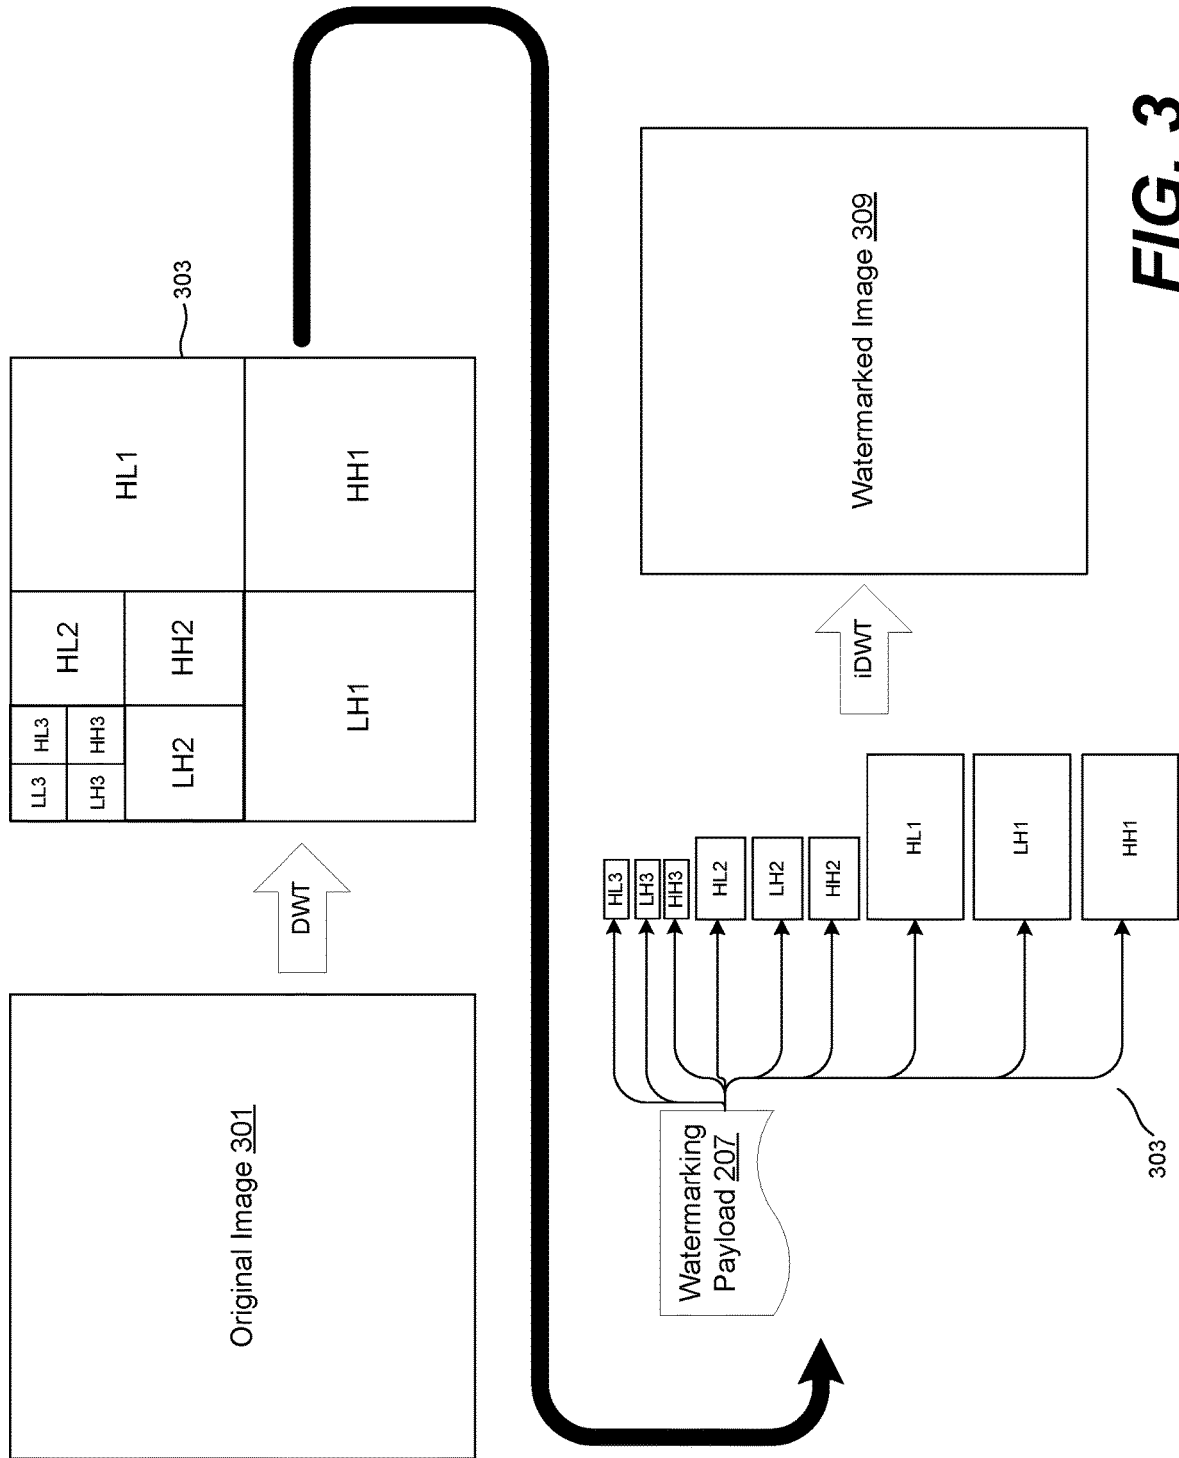 Original Image 301
DWT
LL3
HL3
HL2
HL1
LH3
HH3
LH2
HH2
LH1
HH1
303
Watermarking
Payload 207
HL3
LH3
HH3
HL2
LH2
HH2
HL1
LH1
HH1
303
iDWT
Watermarked Image 309
FIG. 3